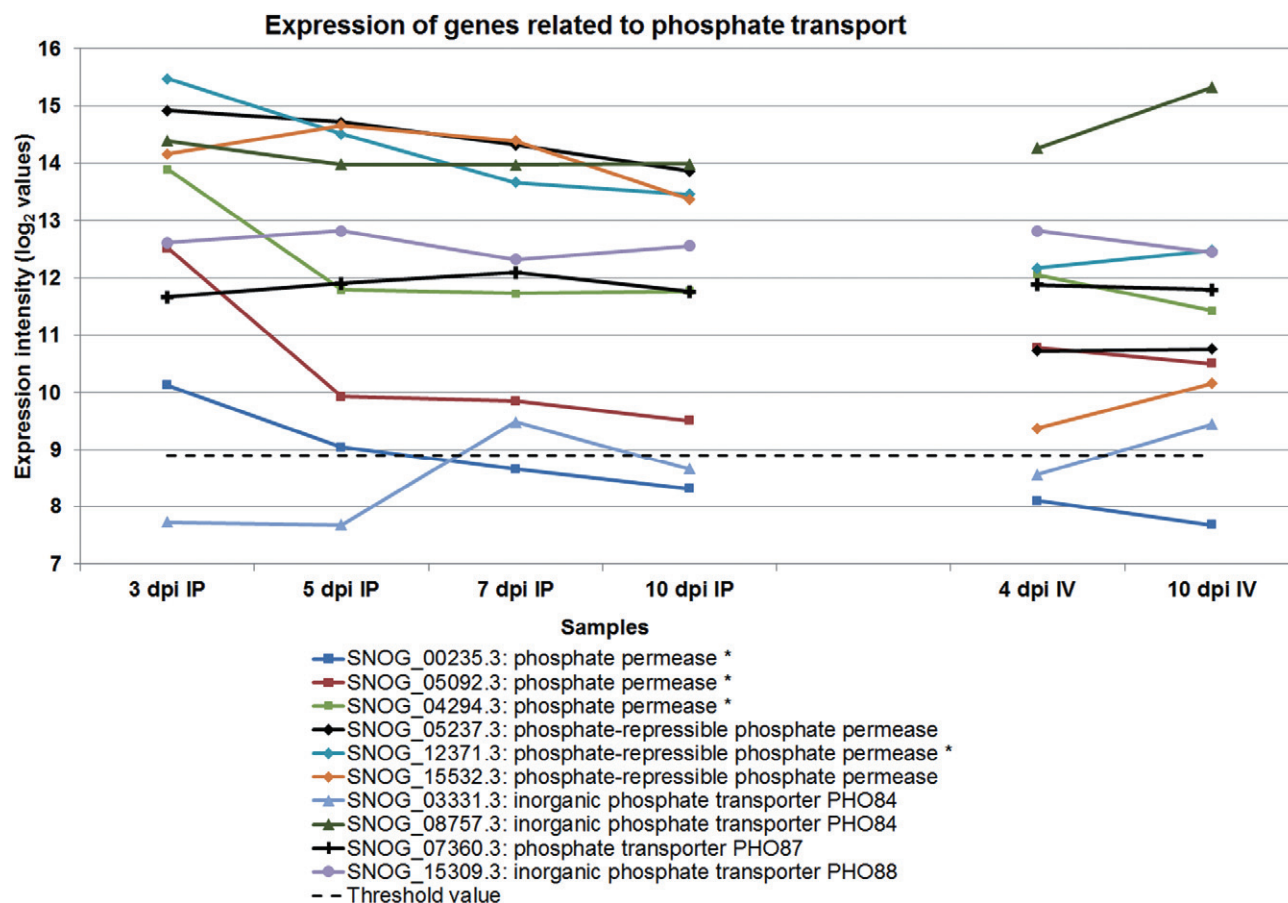 Expression of genes related to phosphate transport
Expression intensity (log₂ values)
16
15
14
13
12
11
10
9
8
7
3 dpi IP
5 dpi IP
7 dpi IP
10 dpi IP
4 dpi IV
10 dpi IV
Samples
SNOG_00235.3: phosphate permease *
SNOG_05092.3: phosphate permease *
SNOG_04294.3: phosphate permease *
SNOG_05237.3: phosphate-repressible phosphate permease
SNOG_12371.3: phosphate-repressible phosphate permease *
SNOG_15532.3: phosphate-repressible phosphate permease
SNOG_03331.3: inorganic phosphate transporter PHO84
SNOG_08757.3: inorganic phosphate transporter PHO84
SNOG_07360.3: phosphate transporter PHO87
SNOG_15309.3: inorganic phosphate transporter PHO88
Threshold value